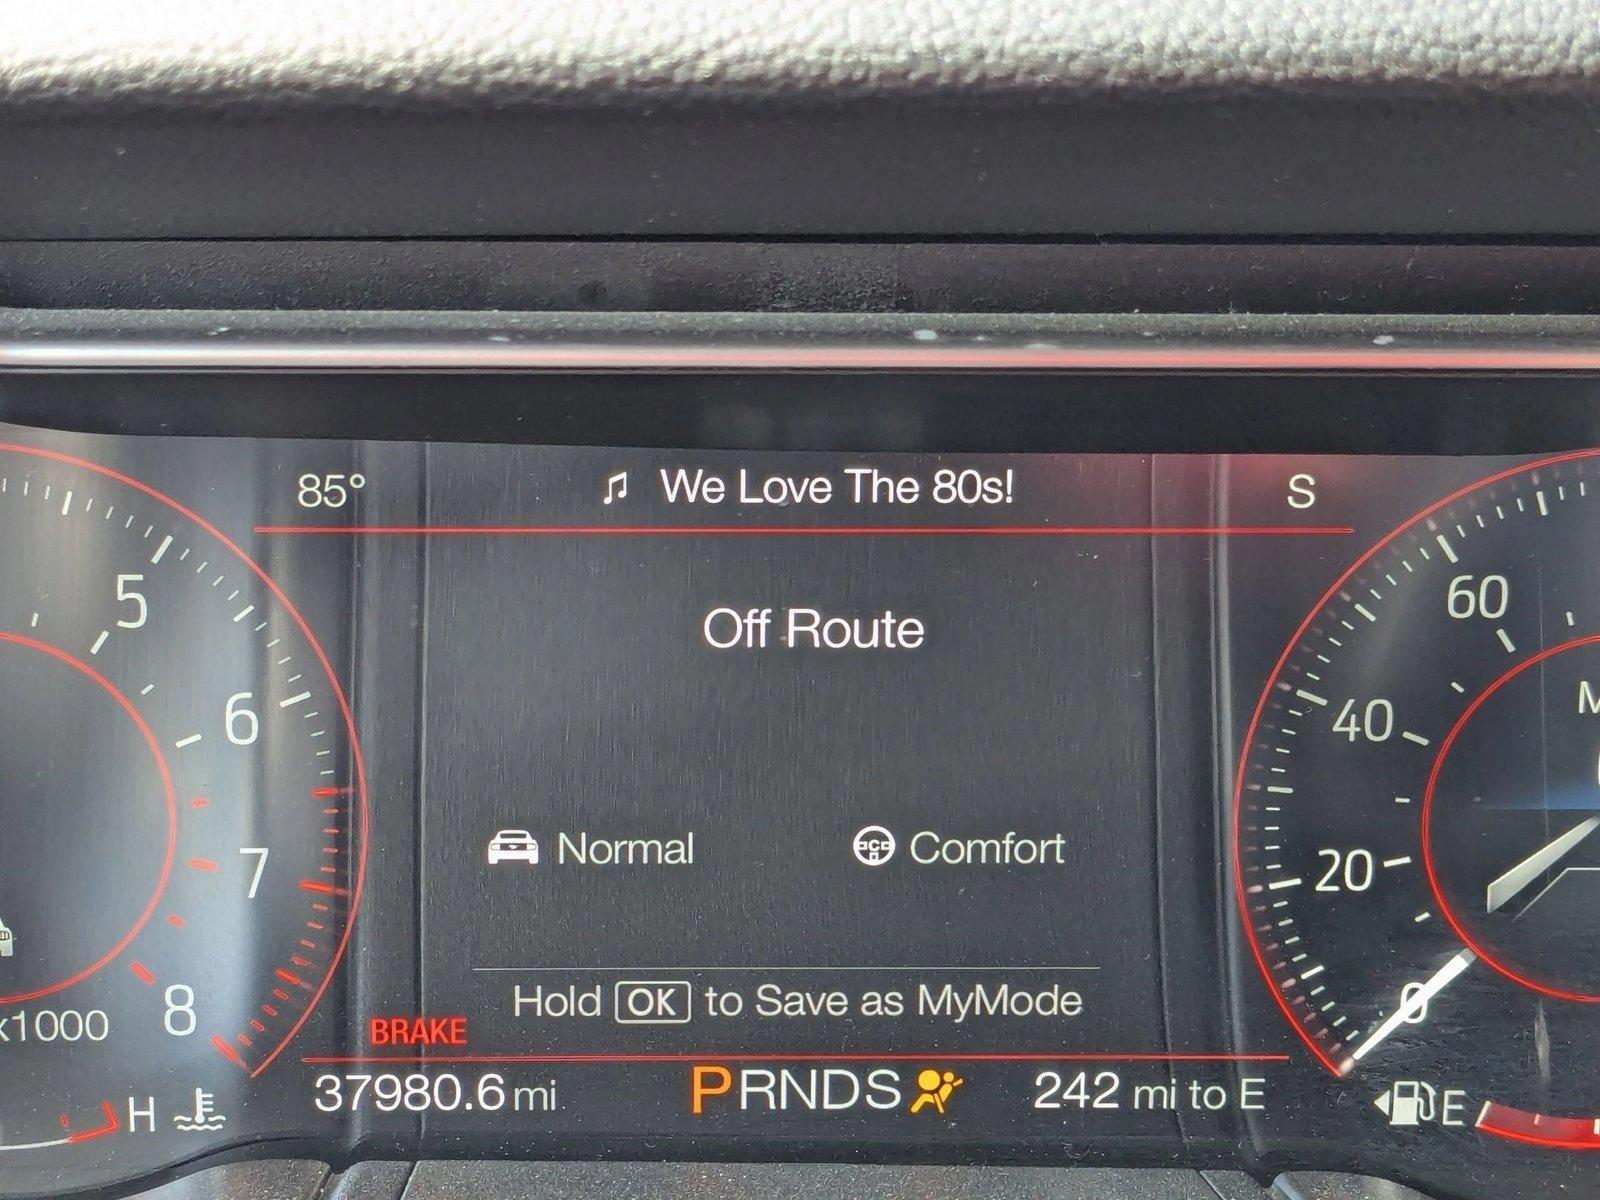 85° We Love The 80s! S
Off Route
5
60
6
40
Normal Comfort
7
20
8
0
x1000
Hold OK to Save as MyMode
BRAKE
37980.6 mi PRNDS 242 mi to E
H
E